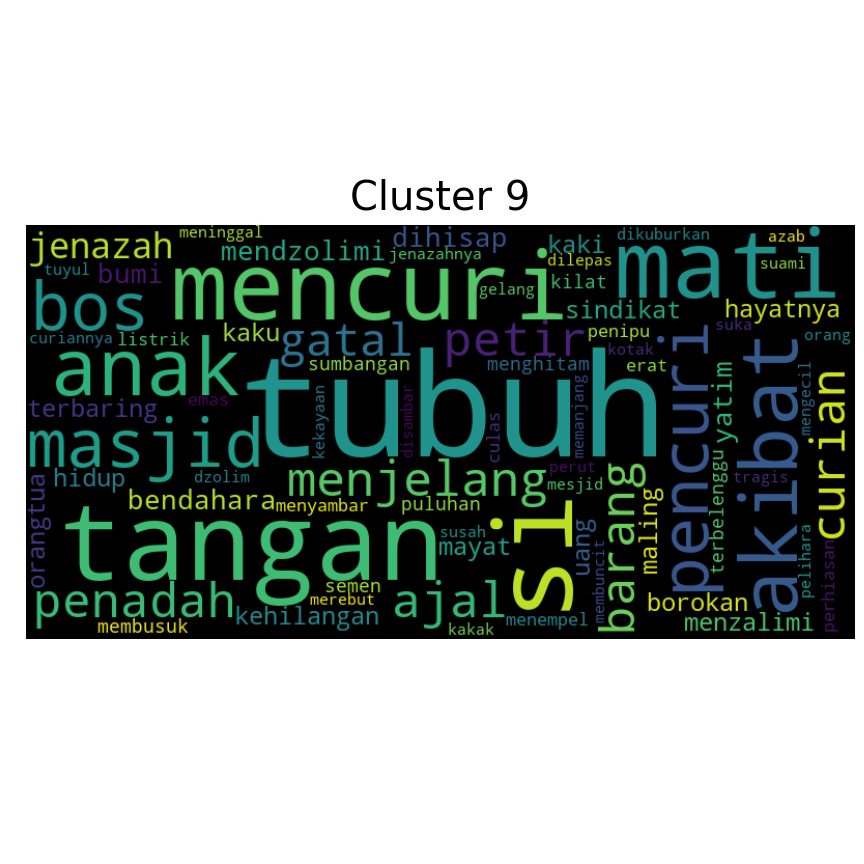 Cluster 9
jenazah
meninggal
mendzolimi
dihisap
jenazahnya
kaki
dikuburkan
azab
dilepas
suami
mati
tuyul
bumi
mencuri
gelang
kilat
bos
sindikat
hayatnya
curiannya
listrik
kaku
gatal
petir
penipu
suka
orang
kotak
anak
sumbangan
menghitam
erat
tubuh
pencuri
yatim
akibat
mengecil
curian
terbaring
emas
kekayaan
disambar
culas
memanjang
masjid
hidup
dzolim
menjelang
perut
mesjid
barang
maling
terbelenggu
tragis
orangtua
bendahara
menyambar
puluhan
tangan
susah
mayat
si
uang
membuncit
pelihara
perhiasan
penadah
semen
merebut
ajal
borokan
kehilangan
menempel
menzalimi
membusuk
kakak